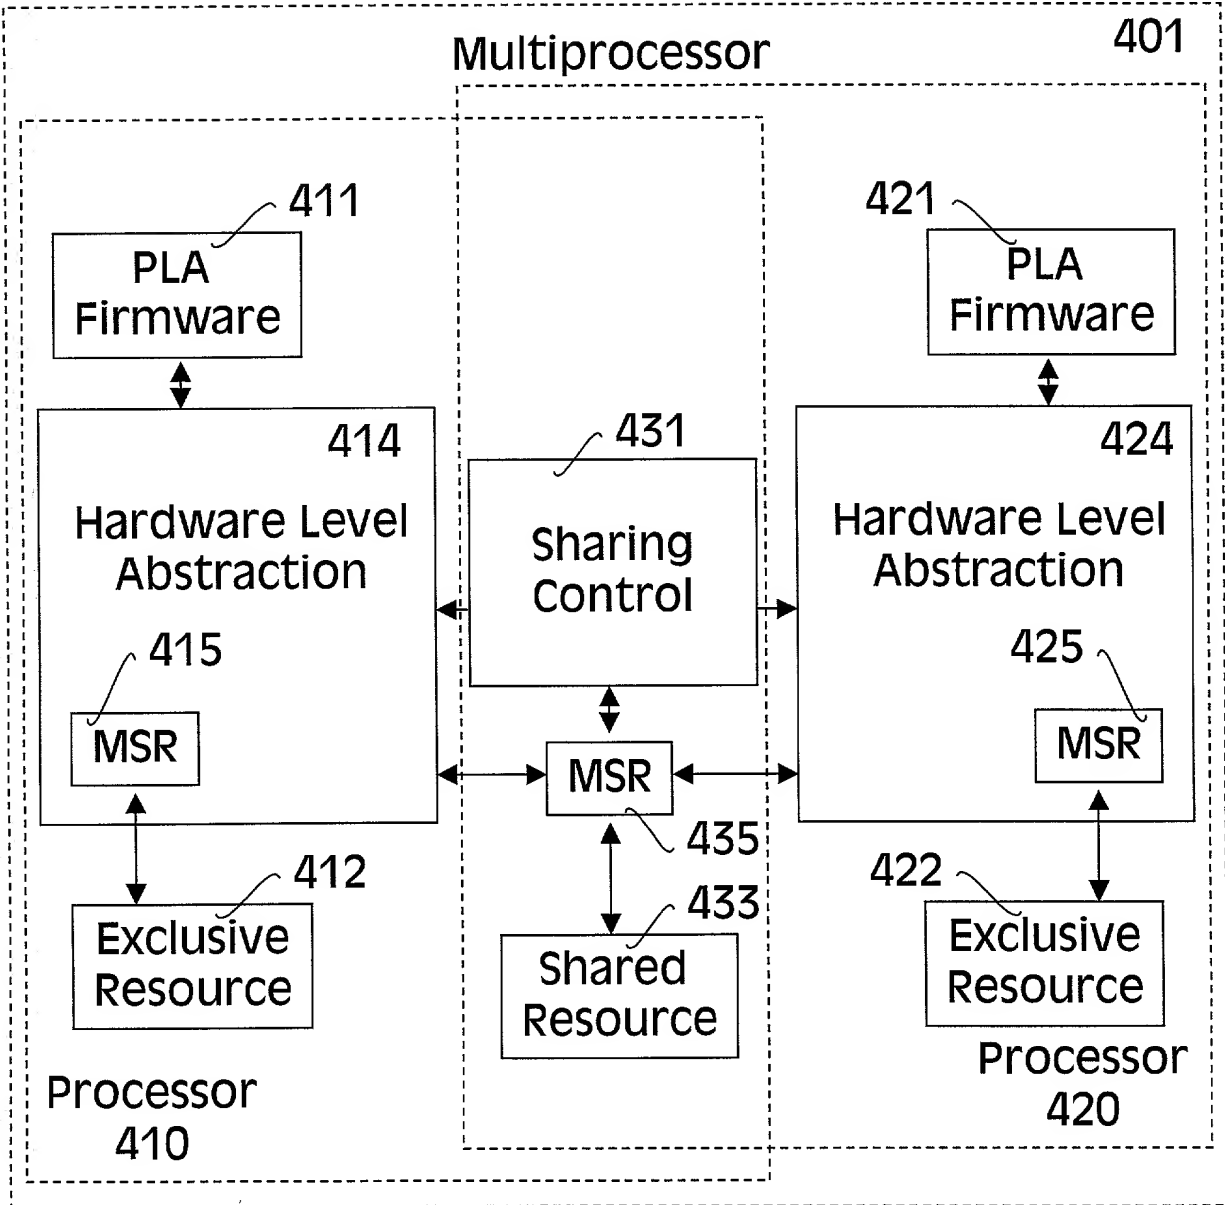 Multiprocessor
401
411
PLA
Firmware
421
PLA
Firmware
414
Hardware Level
Abstraction
415
MSR
431
Sharing
Control
424
Hardware Level
Abstraction
425
MSR
MSR
435
412
Exclusive
Resource
433
Shared
Resource
422
Exclusive
Resource
Processor
410
Processor
420